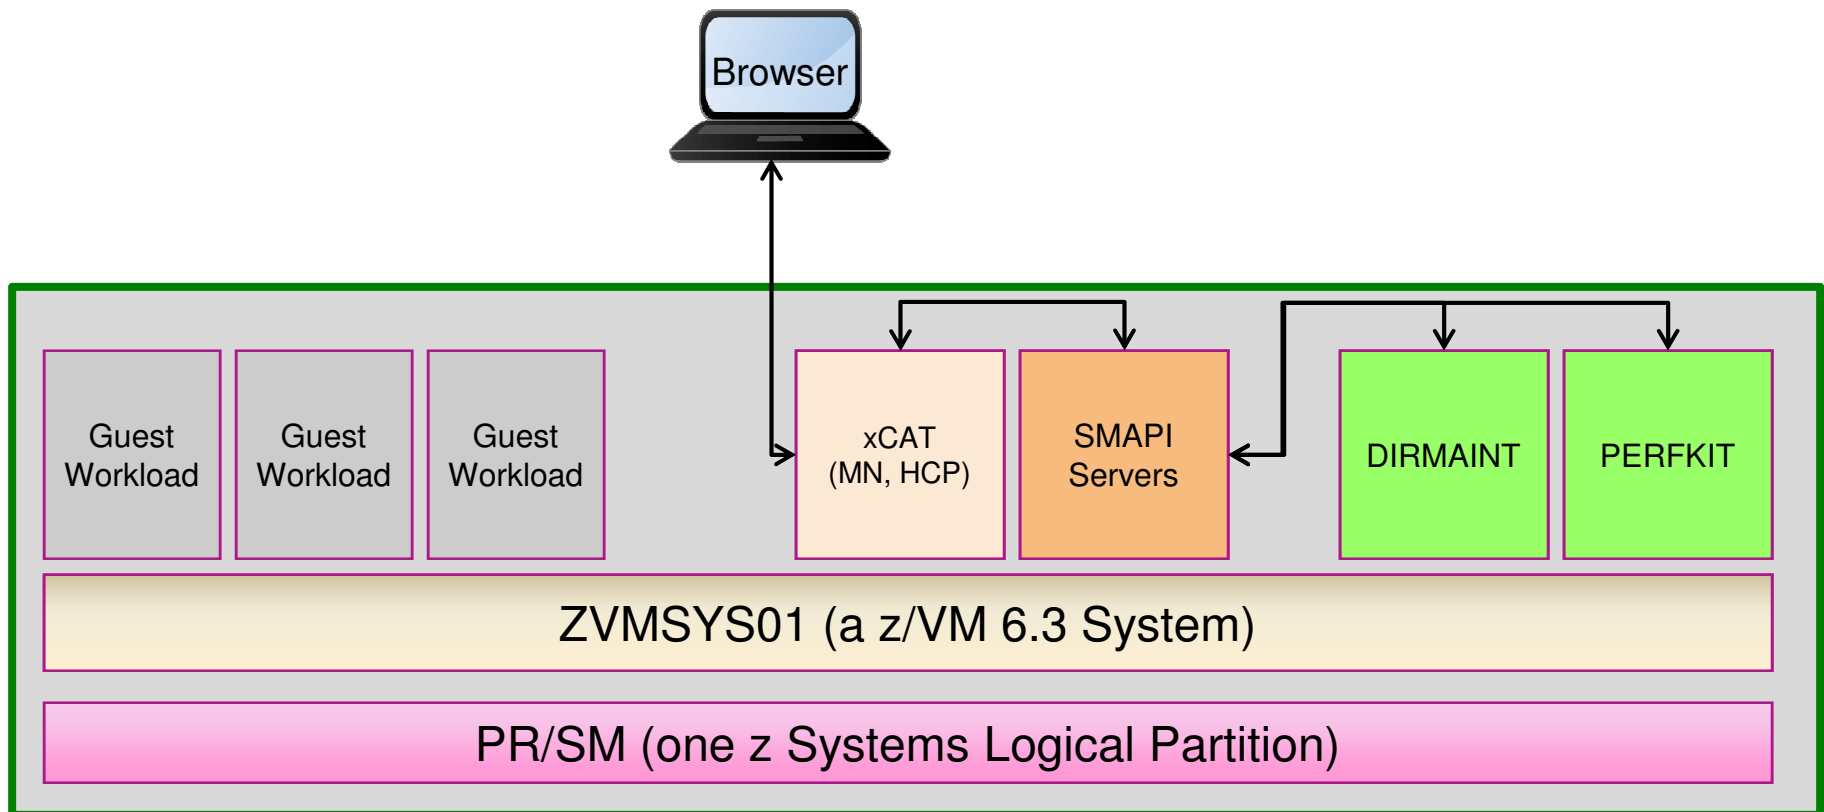 Browser
Guest
Workload
Guest
Workload
Guest
Workload
xCAT
(MN, HCP)
SMAPI
Servers
DIRMAINT
PERFKIT
ZVMSYS01 (a z/VM 6.3 System)
PR/SM (one z Systems Logical Partition)